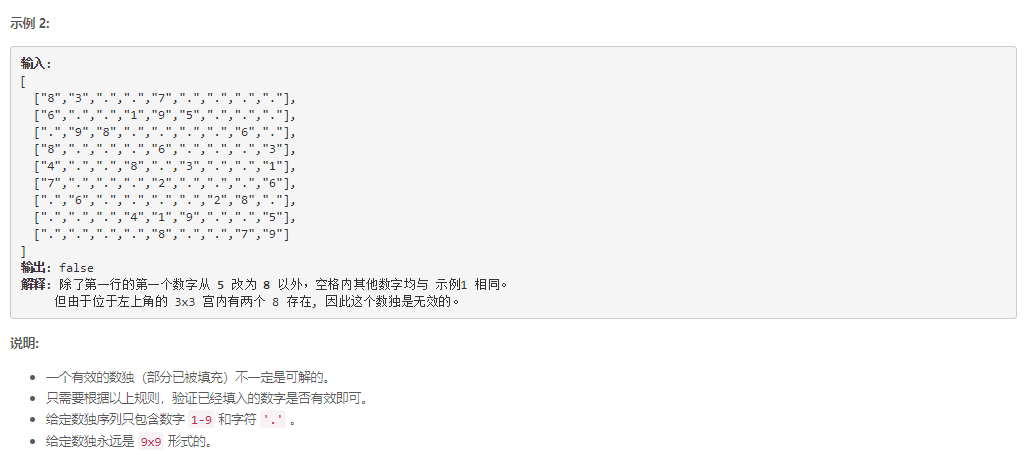 示例 2:
输入:
[
["8","3",".",".","7",".",".",".","."],
["6",".",".","1","9","5",".",".","."],
[".","9","8",".",".",".",".","6","."],
["8",".",".",".","6",".",".",".","3"],
["4",".",".","8",".","3",".",".","1"],
["7",".",".",".","2",".",".",".","6"],
[".","6",".",".",".",".","2","8","."],
[".",".",".","4","1","9",".",".","5"],
[".",".",".",".","8",".",".","7","9"]
]
输出: false
解释: 除了第一行的第一个数字从 5 改为 8 以外，空格内其他数字均与 示例1 相同。
但由于位于左上角的 3x3 宫内有两个 8 存在, 因此这个数独是无效的。
说明:
• 一个有效的数独（部分已被填充）不一定是可解的。
• 只需要根据以上规则，验证已经填入的数字是否有效即可。
• 给定数独序列只包含数字 1-9 和字符 '.' 。
• 给定数独永远是 9x9 形式的。